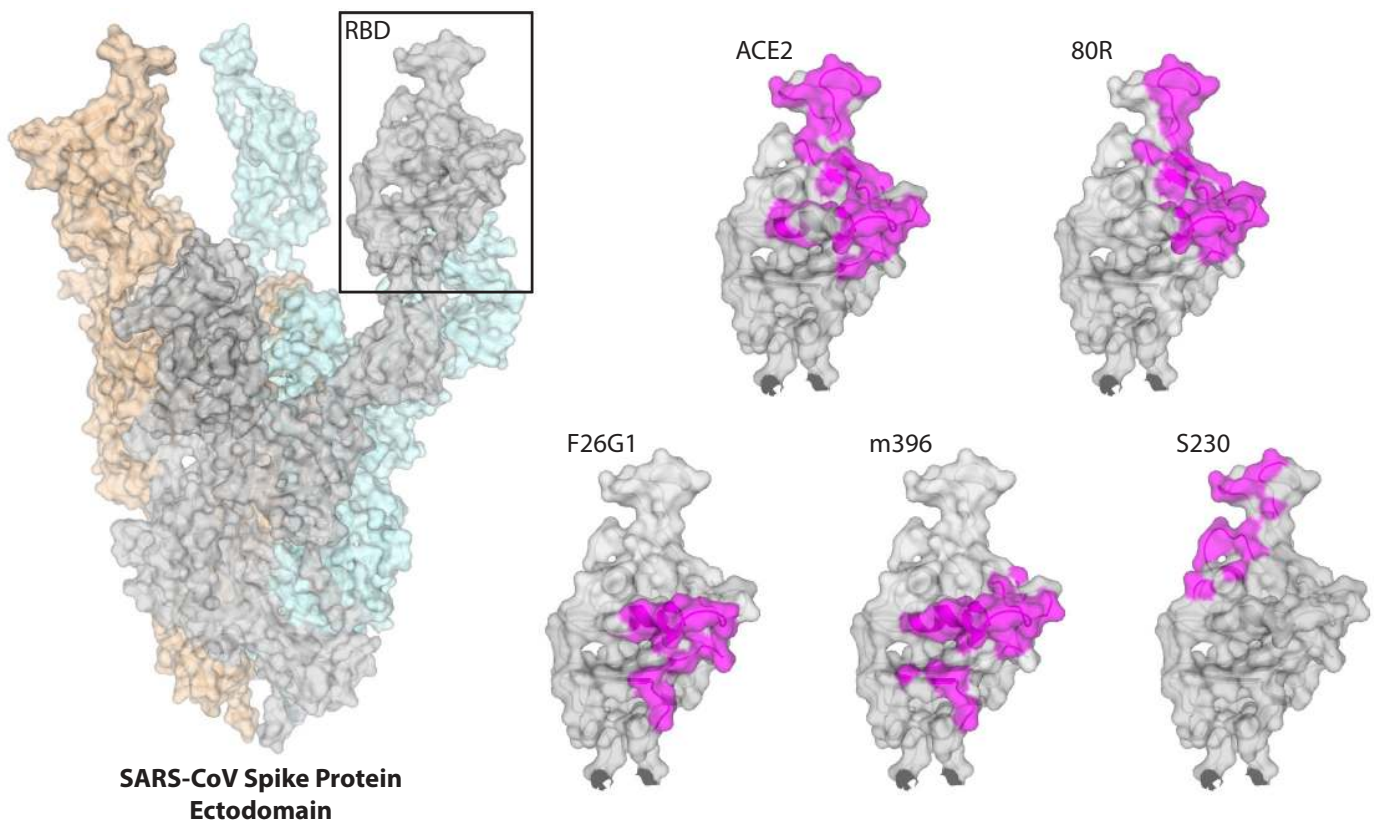 RBD
ACE2
80R
F26G1
m396
S230
SARS-CoV Spike Protein
Ectodomain